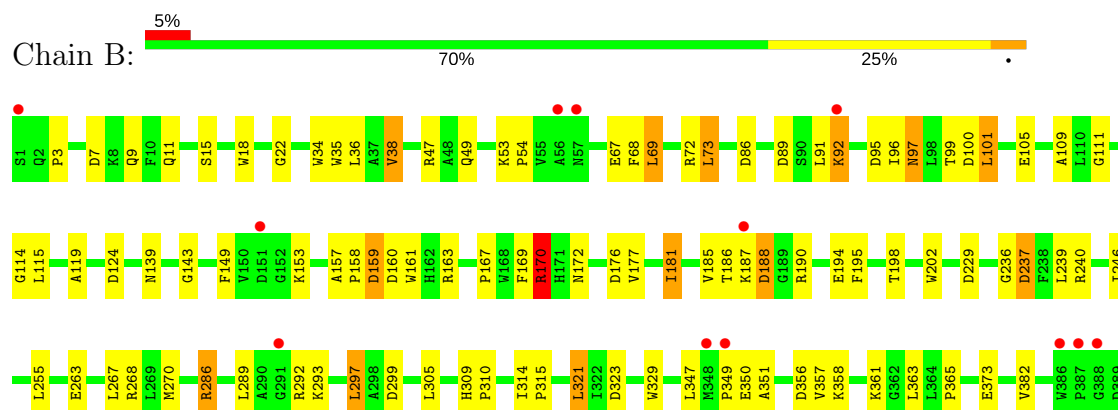 5%
Chain B:
70% 25% •
S1 Q2 P3 D7 K8 Q9 F10 Q11 S15 W18 G22 W34 W35 L36 A37 V38 R47 A48 Q49 K53 P54 V55 A56 N57 E67 F68 L69 R72 L73 D86 D89 S90 L91 K92 D95 I96 N97 L98 T99 D100 L101 E105 A109 L110 G111
G114 L115 A119 D124 N139 G143 F149 V150 D151 G152 K153 A157 P158 D159 D160 W161 H162 R163 P167 W168 F169 R170 H171 N172 D176 V177 I181 V185 T186 K187 D188 G189 R190 E194 F195 T198 W202 D229 G236 D237 F238 L239 R240
L255 E263 L267 R268 L269 M270 R286 L289 A290 G291 R292 K293 L297 A298 D299 L305 H309 P310 I314 P315 L321 I322 D323 W329 L347 M348 P349 E350 A351 D356 V357 K358 K361 G362 L363 L364 P365 E373 V382 W386 P387 G388